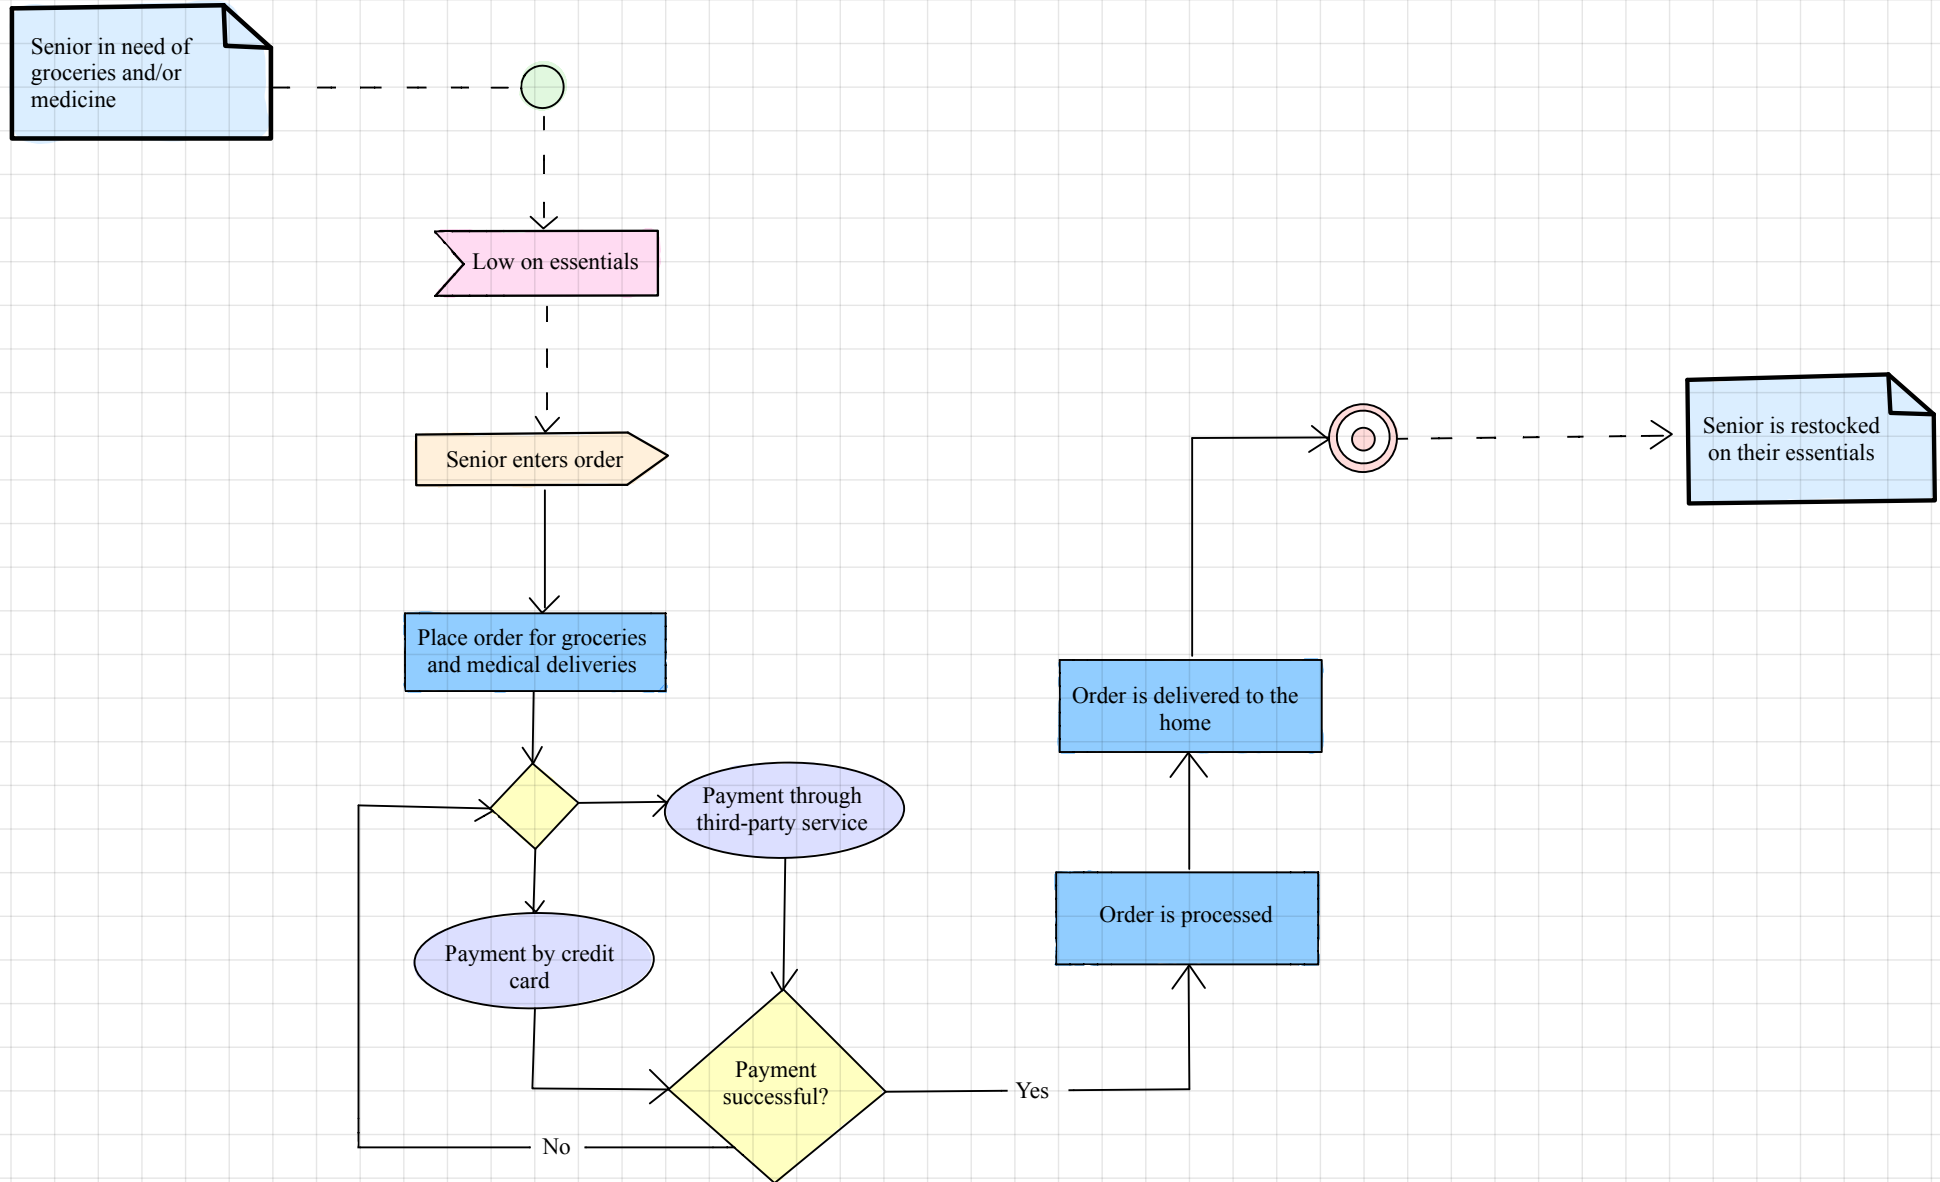 Senior in need of
groceries and/or
medicine
Low on essentials
Senior enters order
Place order for groceries
and medical deliveries
Payment through
third-party service
Payment by credit
card
Payment
successful?
No
Yes
Order is processed
Order is delivered to the
home
Senior is restocked
on their essentials